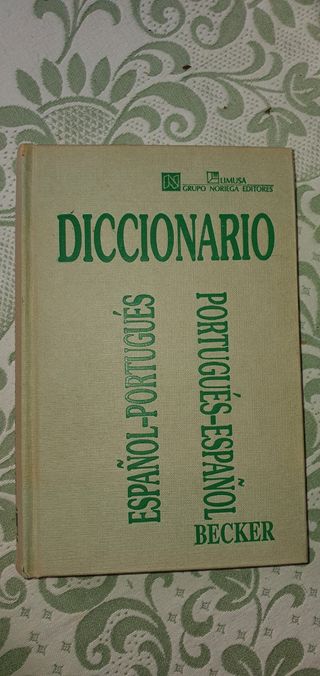 LIMUSA
GRUPO NORIEGA EDITORES
DICCIONARIO
ESPAÑOL-PORTUGUÉS
PORTUGUÉS-ESPAÑOL
BECKER